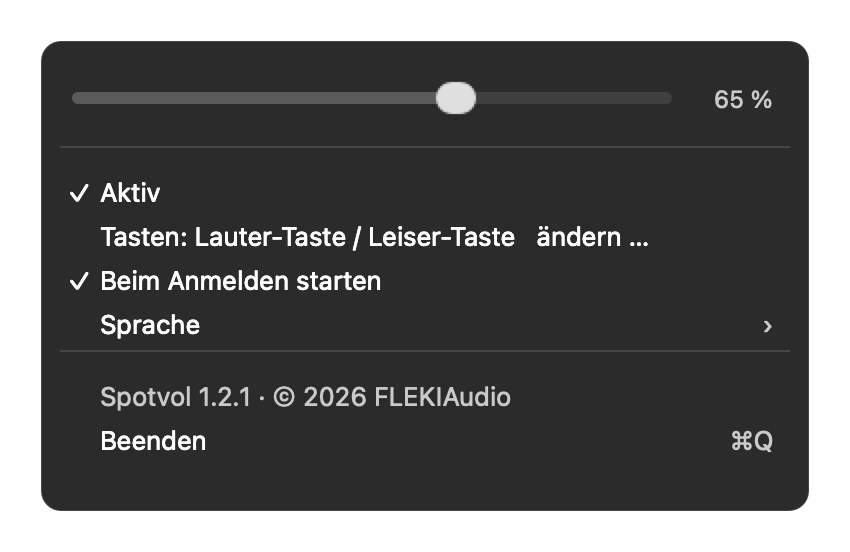 65 %
✓ Aktiv
Tasten: Lauter-Taste / Leiser-Taste ändern ...
✓ Beim Anmelden starten
Sprache ›
Spotvol 1.2.1 · © 2026 FLEKIAudio
Beenden ⌘Q